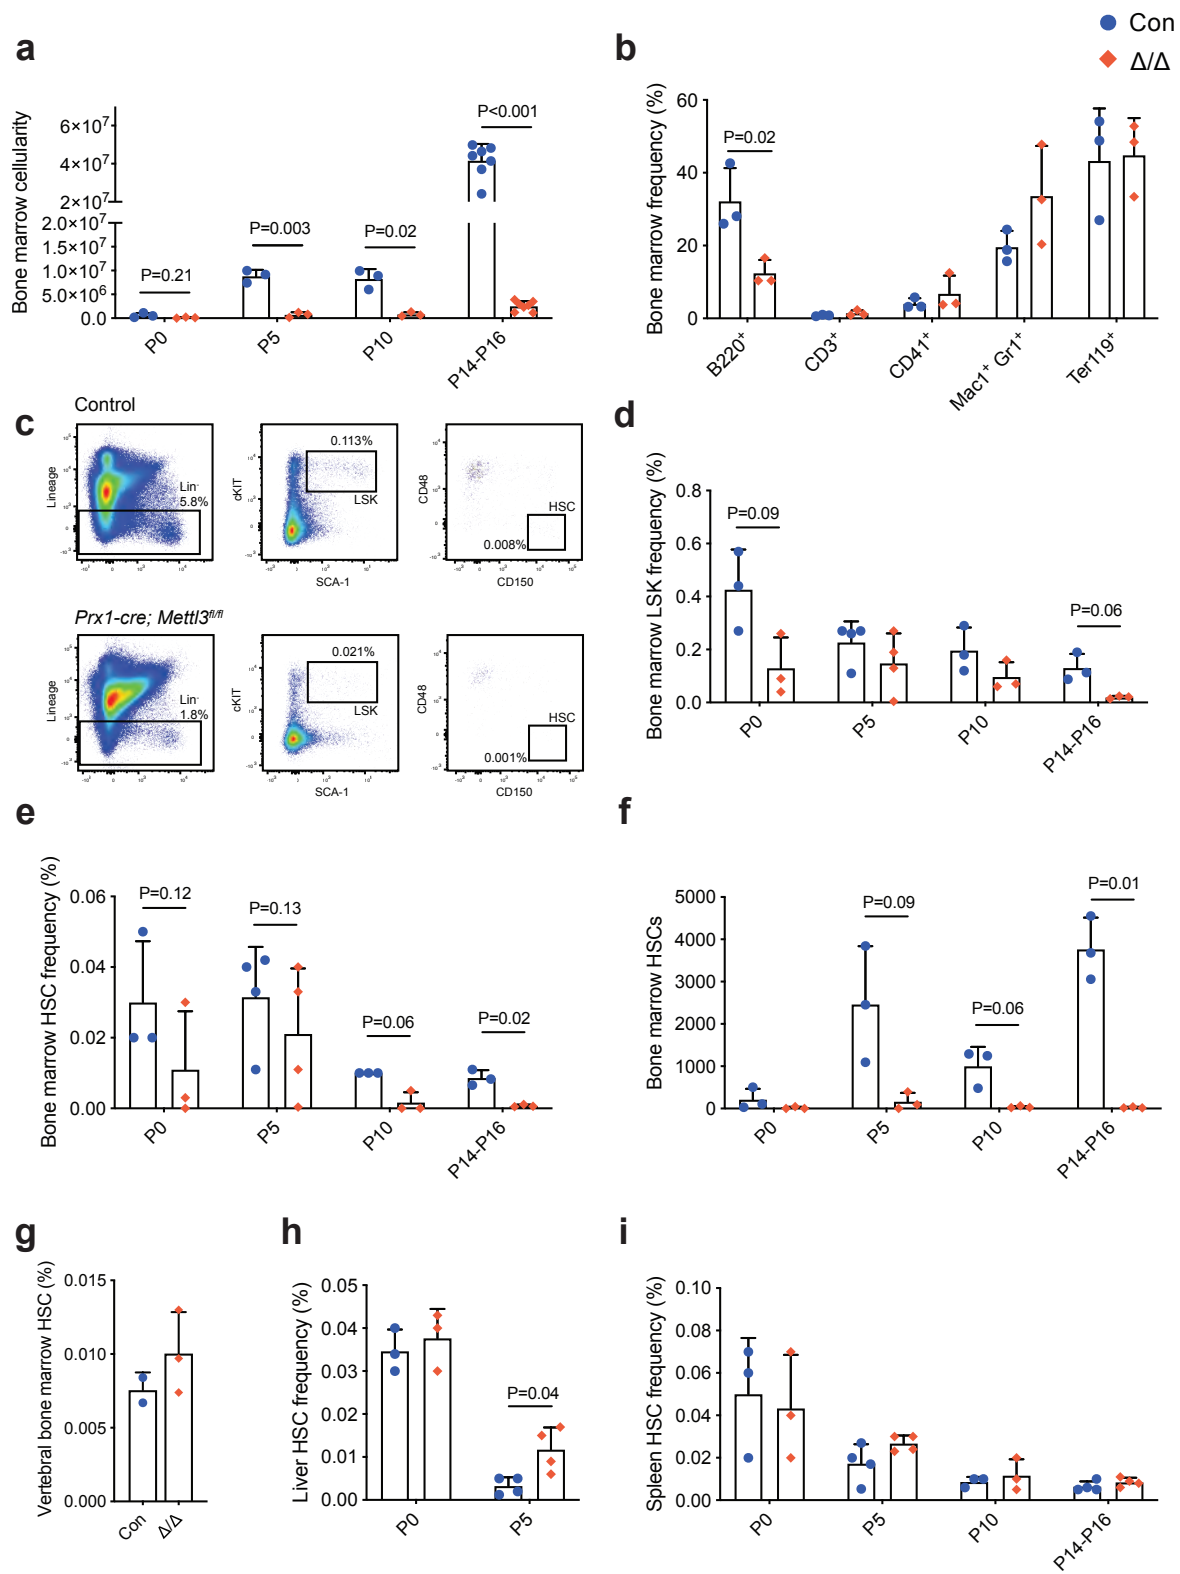 Con
Δ/Δ
a
Bone marrow cellularity
6×10⁷
4×10⁷
2×10⁷
2.0×10⁷
1.5×10⁷
1.0×10⁷
5.0×10⁶
0.0
P=0.21
P=0.003
P=0.02
P<0.001
P0
P5
P10
P14-P16
b
Bone marrow frequency (%)
60
40
20
0
P=0.02
B220⁺
CD3⁺
CD41⁺
Mac1⁺ Gr1⁺
Ter119⁺
c
Control
Lineage
Lin⁻
5.8%
cKIT
0.113%
LSK
SCA-1
CD48
HSC
0.008%
CD150
Prx1-cre; Mettl3fl/fl
Lineage
Lin⁻
1.8%
cKIT
0.021%
LSK
SCA-1
CD48
HSC
0.001%
CD150
d
Bone marrow LSK frequency (%)
0.8
0.6
0.4
0.2
0.0
P=0.09
P=0.06
P0
P5
P10
P14-P16
e
Bone marrow HSC frequency (%)
0.06
0.04
0.02
0.00
P=0.12
P=0.13
P=0.06
P=0.02
P0
P5
P10
P14-P16
f
Bone marrow HSCs
5000
4000
3000
2000
1000
0
P=0.09
P=0.06
P=0.01
P0
P5
P10
P14-P16
g
Vertebral bone marrow HSC (%)
0.015
0.010
0.005
0.000
Con
Δ/Δ
h
Liver HSC frequency (%)
0.05
0.04
0.03
0.02
0.01
0.00
P=0.04
P0
P5
i
Spleen HSC frequency (%)
0.10
0.08
0.06
0.04
0.02
0.00
P0
P5
P10
P14-P16